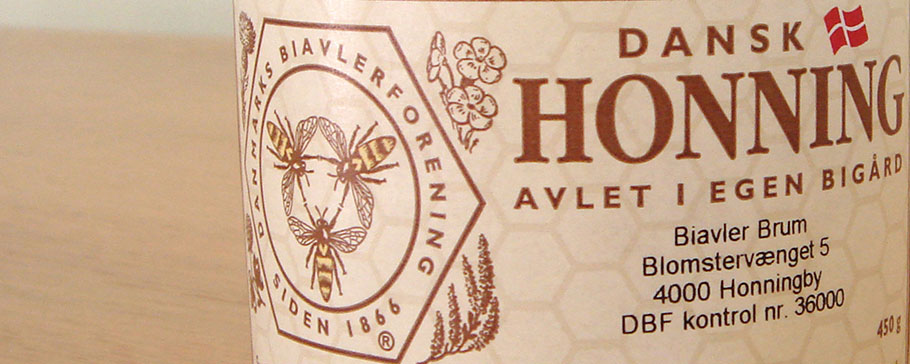 DANMARKS BIAVLERFORENING
SIDEN 1866
®
DANSK
HONNING
AVLET I EGEN BIGÅRD
Biavler Brum
Blomstervænget 5
4000 Honningby
DBF kontrol nr. 36000
450 g